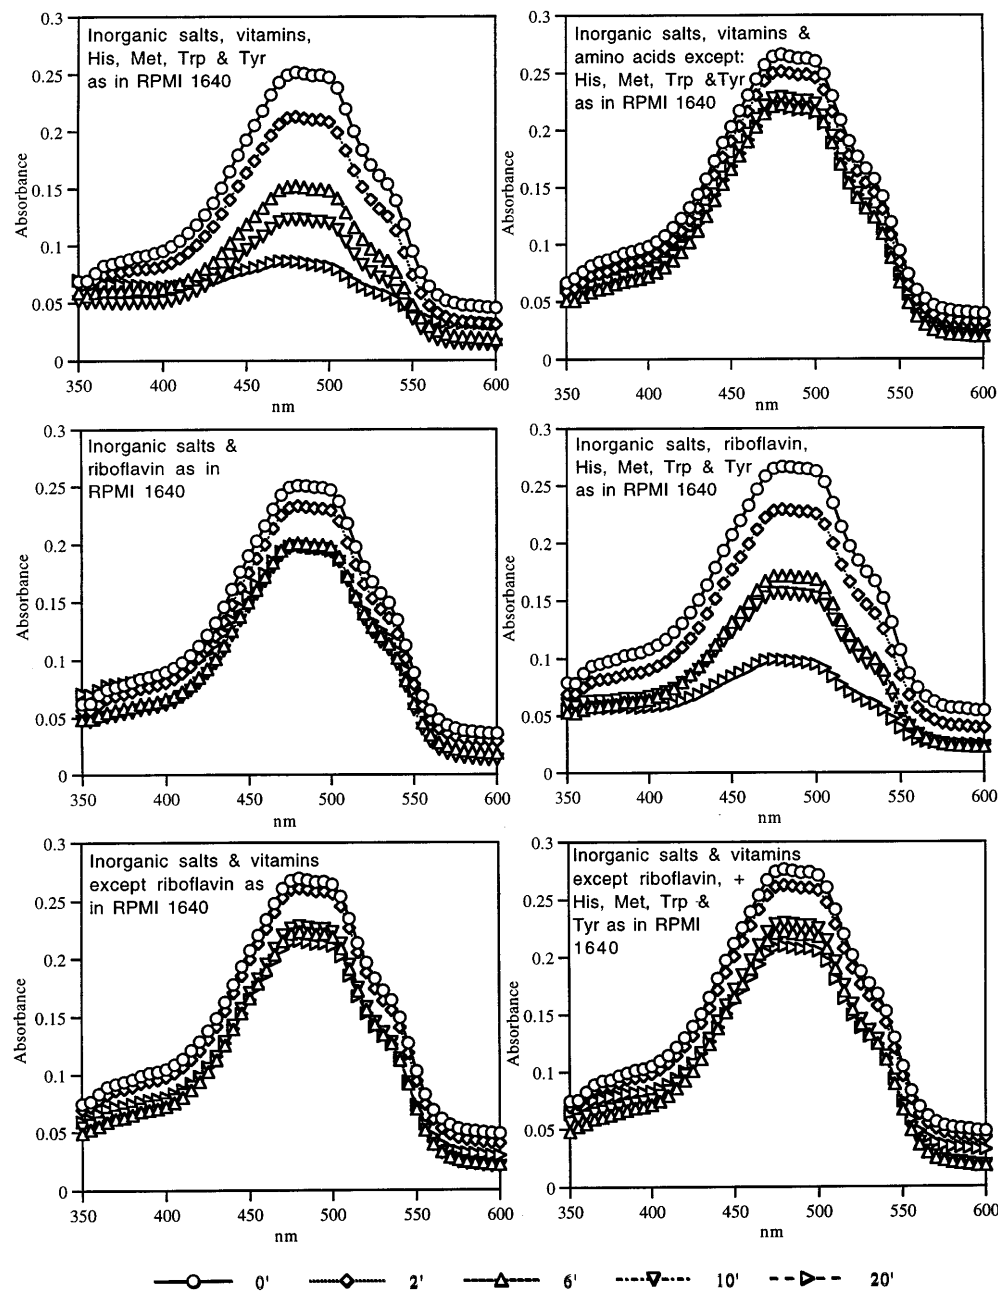 Inorganic salts, vitamins,
His, Met, Trp & Tyr
as in RPMI 1640
0.3
0.25
0.2
0.15
0.1
0.05
0
Absorbance
350
400
450
500
550
600
nm
Inorganic salts, vitamins &
amino acids except:
His, Met, Trp &Tyr
as in RPMI 1640
0.3
0.25
0.2
0.15
0.1
0.05
0
Absorbance
350
400
450
500
550
600
nm
Inorganic salts &
riboflavin as in
RPMI 1640
0.3
0.25
0.2
0.15
0.1
0.05
0
Absorbance
350
400
450
500
550
600
nm
Inorganic salts, riboflavin,
His, Met, Trp & Tyr
as in RPMI 1640
0.3
0.25
0.2
0.15
0.1
0.05
0
Absorbance
350
400
450
500
550
600
nm
Inorganic salts & vitamins
except riboflavin as
in RPMI 1640
0.3
0.25
0.2
0.15
0.1
0.05
0
Absorbance
350
400
450
500
550
600
nm
Inorganic salts & vitamins
except riboflavin, +
His, Met, Trp &
Tyr as in RPMI
1640
0.3
0.25
0.2
0.15
0.1
0.05
0
Absorbance
350
400
450
500
550
600
nm
0'
2'
6'
10'
20'